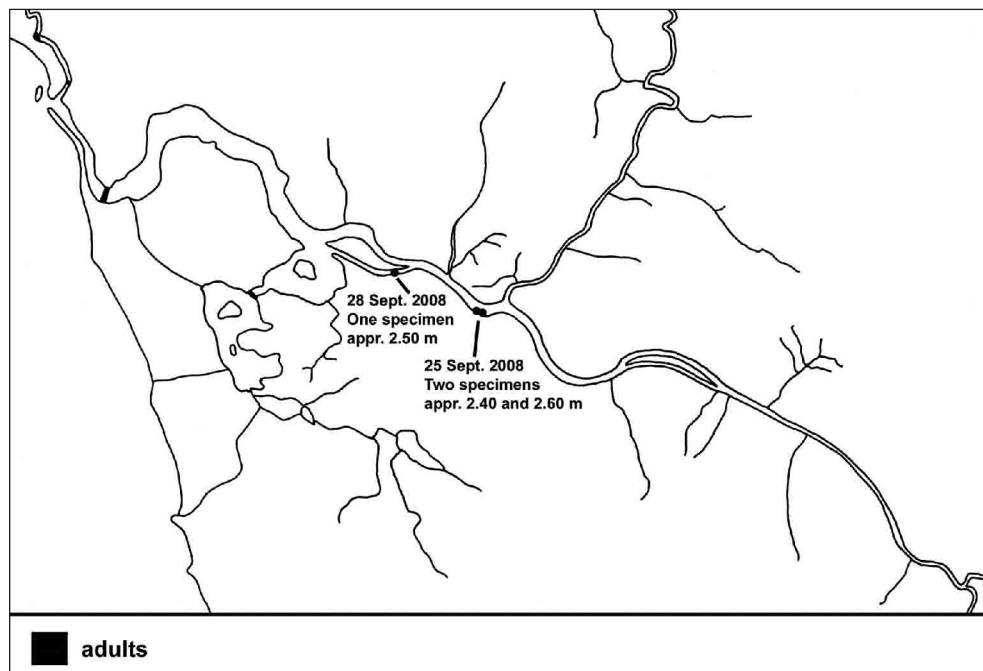 28 Sept. 2008
One specimen
appr. 2.50 m
25 Sept. 2008
Two specimens
appr. 2.40 and 2.60 m
adults